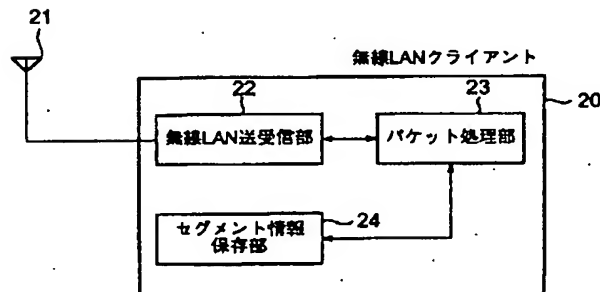 21
無線LANクライアント
22
23
20
無線LAN送受信部
パケット処理部
24
セグメント情報
保存部